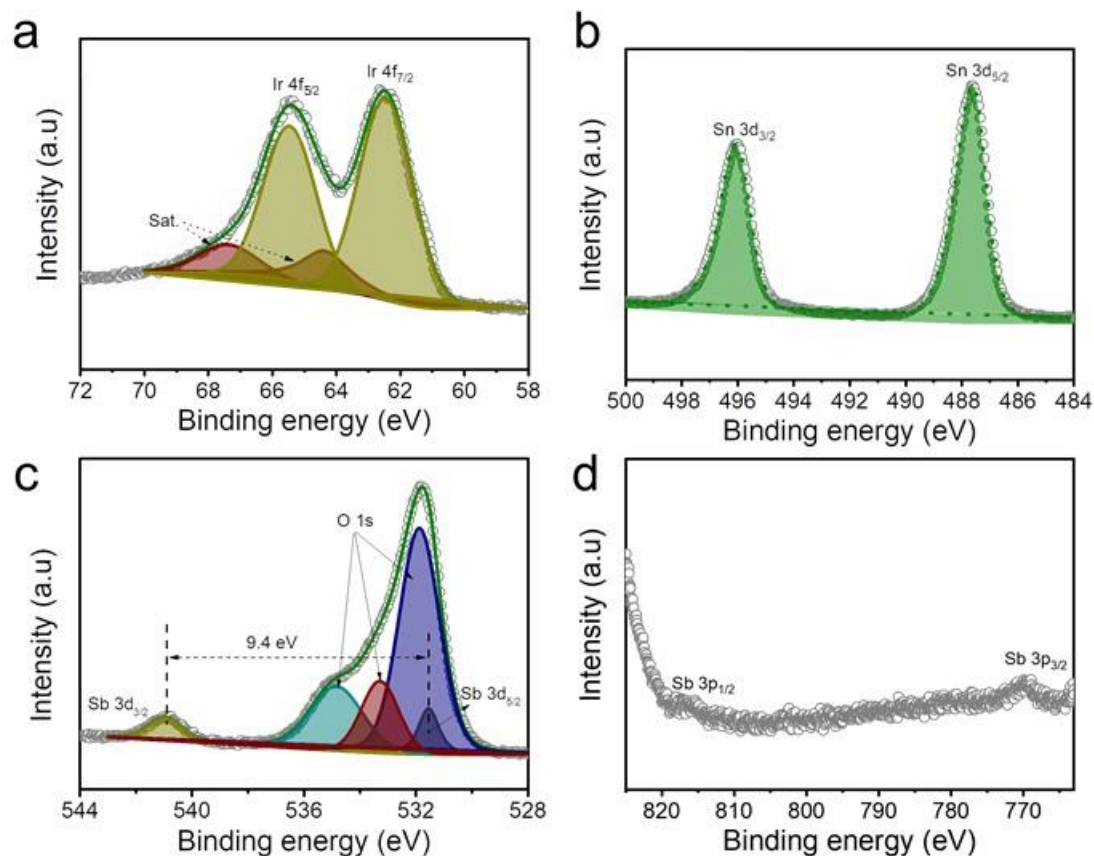 a
Intensity (a.u)
Ir 4f5/2
Ir 4f7/2
Sat.
72 70 68 66 64 62 60 58
Binding energy (eV)
b
Intensity (a.u)
Sn 3d3/2
Sn 3d5/2
500 498 496 494 492 490 488 486 484
Binding energy (eV)
c
Intensity (a.u)
O 1s
9.4 eV
Sb 3d3/2
Sb 3d5/2
544 540 536 532 528
Binding energy (eV)
d
Intensity (a.u)
Sb 3p1/2
Sb 3p3/2
820 810 800 790 780 770
Binding energy (eV)